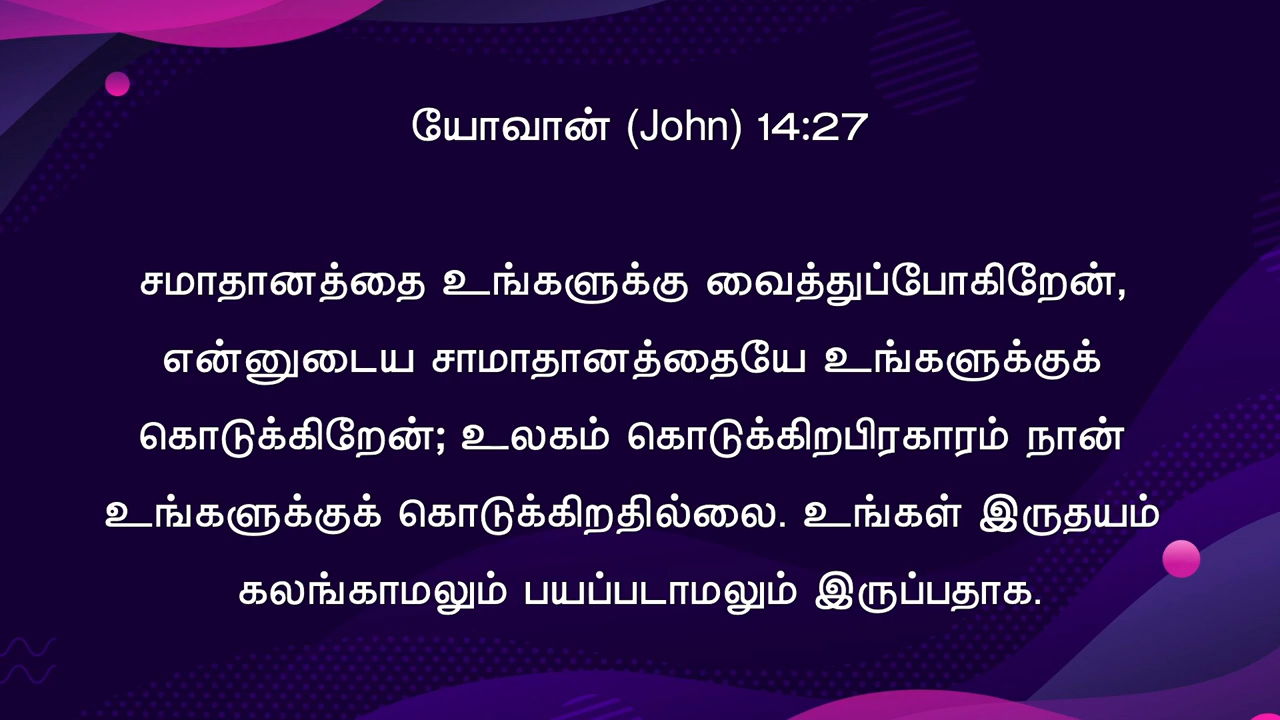 யோவான் (John) 14:27
சமாதானத்தை உங்களுக்கு வைத்துப்போகிறேன்,
என்னுடைய சாமாதானத்தையே உங்களுக்குக்
கொடுக்கிறேன்; உலகம் கொடுக்கிறபிரகாரம் நான்
உங்களுக்குக் கொடுக்கிறதில்லை. உங்கள் இருதயம்
கலங்காமலும் பயப்படாமலும் இருப்பதாக.